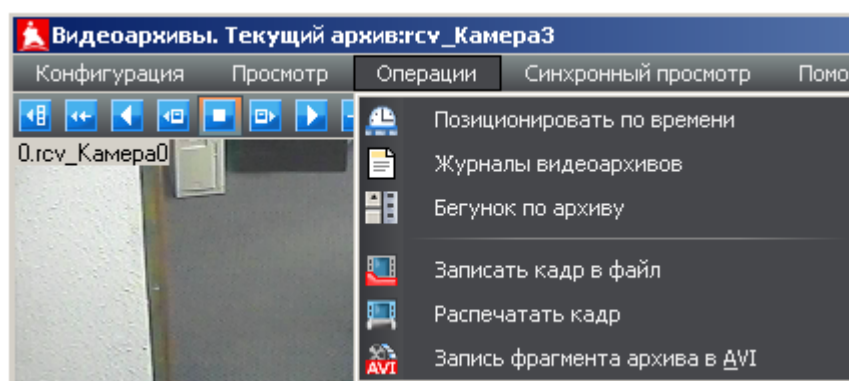 Видеоархивы. Текущий архив:rcv_Камера3
Конфигурация Просмотр Операции Синхронный просмотр Помо
0.rcv_Камера0
Позиционировать по времени
Журналы видеоархивов
Бегунок по архиву
Записать кадр в файл
Распечатать кадр
AVI Запись фрагмента архива в AVI